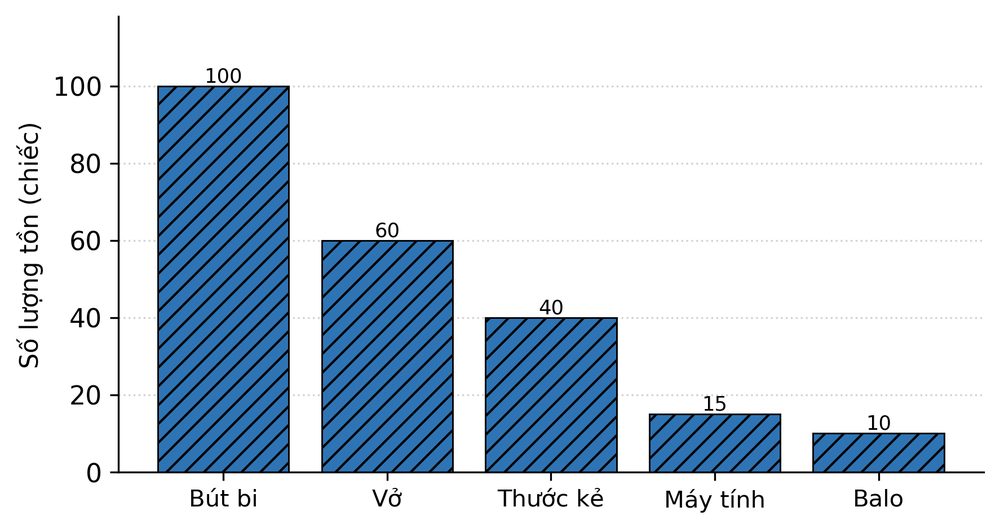 Số lượng tồn (chiếc)
100
80
60
40
20
0
100
60
40
15
10
Bút bi
Vở
Thước kẻ
Máy tính
Balo